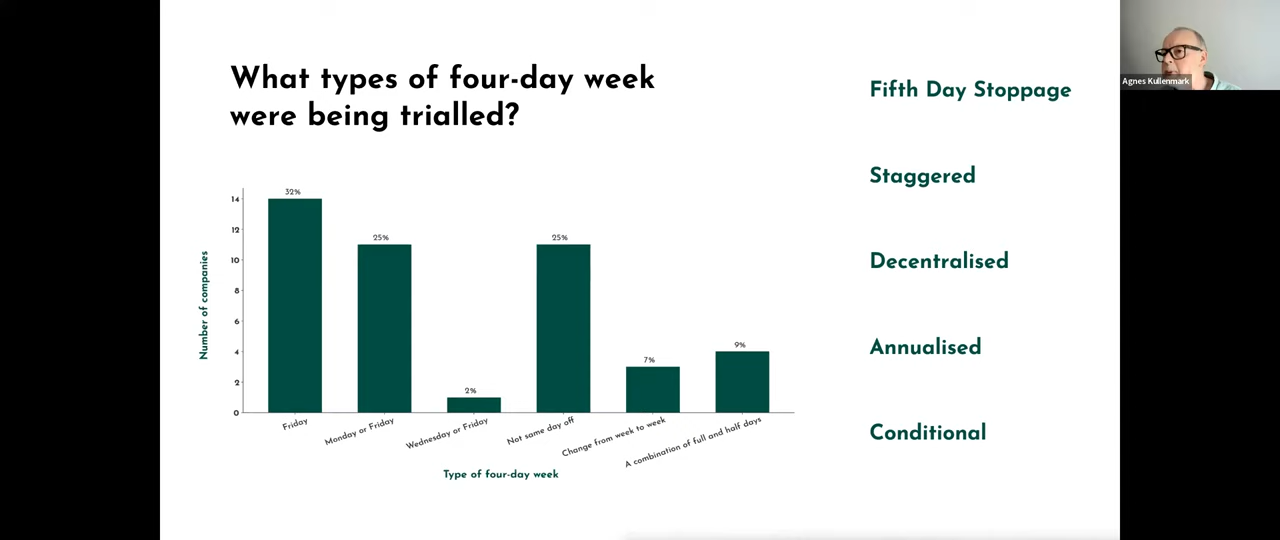 What types of four-day week
were being trialled?
Fifth Day Stoppage
Staggered
Decentralised
Annualised
Conditional
Agnes Kullenmark
Number of companies
14
12
10
8
6
4
2
0
32%
25%
2%
25%
7%
9%
Friday
Monday or Friday
Wednesday or Friday
Not same day off
Change from week to week
A combination of full and half days
Type of four-day week